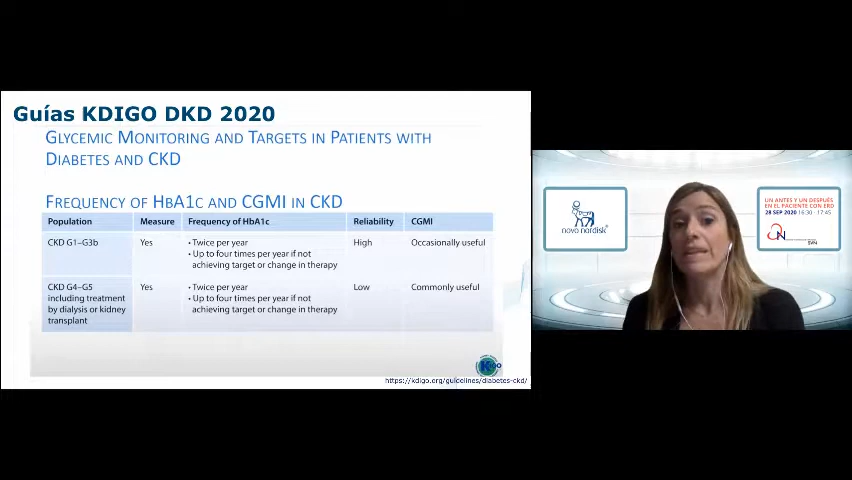 Guías KDIGO DKD 2020
GLYCEMIC MONITORING AND TARGETS IN PATIENTS WITH
DIABETES AND CKD
FREQUENCY OF HBA1C AND CGMI IN CKD
Population Measure Frequency of HbA1c Reliability CGMI
CKD G1–G3b Yes • Twice per year High Occasionally useful
• Up to four times per year if not
achieving target or change in therapy
CKD G4–G5 Yes • Twice per year Low Commonly useful
including treatment • Up to four times per year if not
by dialysis or kidney achieving target or change in therapy
transplant
https://kdigo.org/guidelines/diabetes-ckd/
novo nordisk®
UN ANTES Y UN DESPUÉS
EN EL PACIENTE CON ERD
28 SEP 2020 16:30 - 17:45